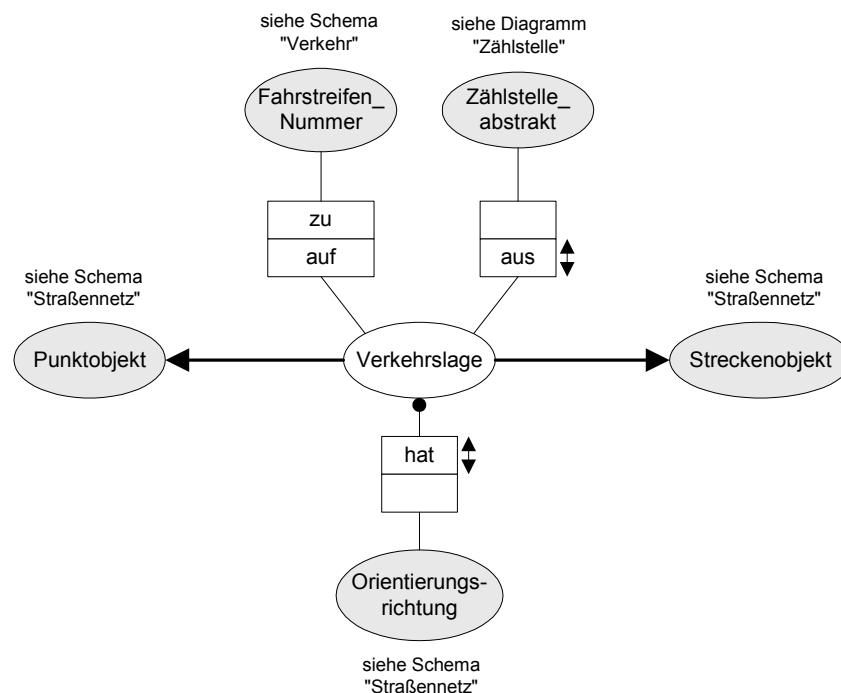 siehe Schema
"Verkehr"
siehe Diagramm
"Zählstelle"
Fahrstreifen_
Nummer
Zählstelle_
abstrakt
zu
auf
aus
siehe Schema
"Straßennetz"
siehe Schema
"Straßennetz"
Punktobjekt
Verkehrslage
Streckenobjekt
hat
Orientierungs-
richtung
siehe Schema
"Straßennetz"